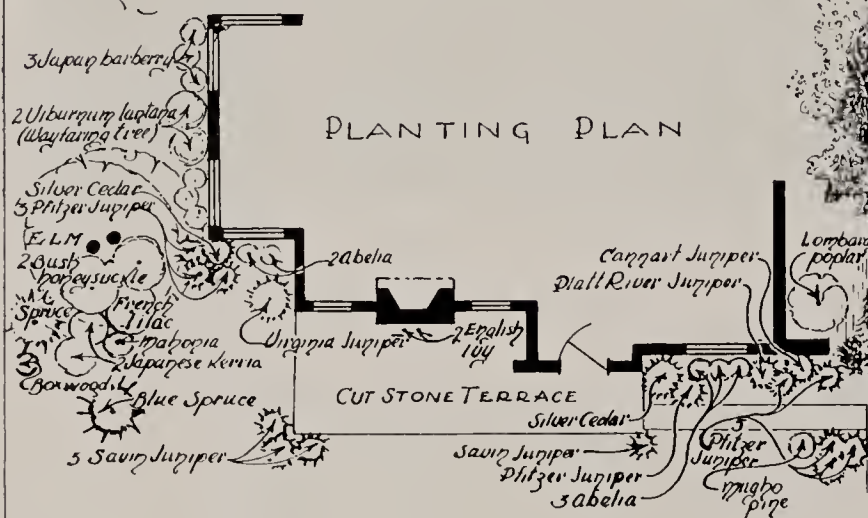 3 Japan barberry
2 Viburnum lantana
(Wayfaring tree)
PLANTING PLAN
Silver Cedar
3 Pfitzer Juniper
ELM
2 Bush
honeysuckle
Spruce
French
lilac
Mahonia
2 Japanese Kerria
Boxwood
Blue Spruce
5 Savin Juniper
2 abelia
Virginia Juniper
2 English
Ivy
CUT STONE TERRACE
Cannart Juniper
Platt River Juniper
Lombard
poplar
Silver Cedar
Savin Juniper
Pfitzer Juniper
3 abelia
3
Pfitzer
Juniper
mugho
pine